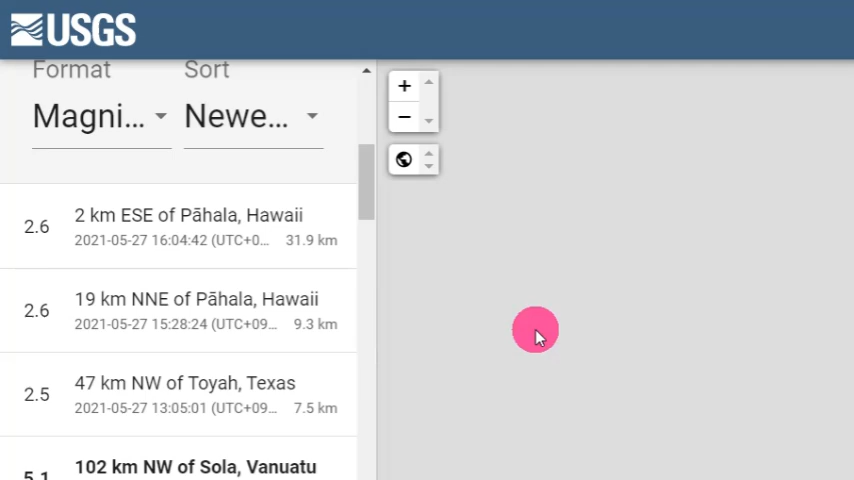 USGS
Format Sort
Magni... Newe...
2.6 2 km ESE of Pāhala, Hawaii
2021-05-27 16:04:42 (UTC+0... 31.9 km
2.6 19 km NNE of Pāhala, Hawaii
2021-05-27 15:28:24 (UTC+09... 9.3 km
2.5 47 km NW of Toyah, Texas
2021-05-27 13:05:01 (UTC+09... 7.5 km
5.1 102 km NW of Sola, Vanuatu